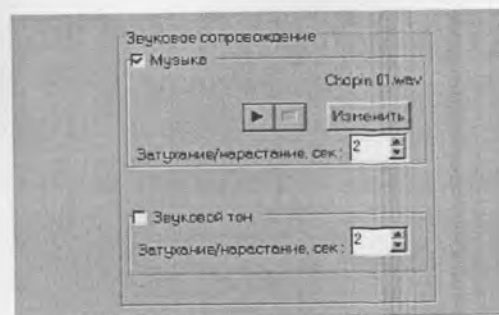 Звуковое сопровождение
Музыка
Chopin 01.wav
Изменить
Затухание/нарастание, сек.: 2
Звуковой тон
Затухание/нарастание, сек.: 2